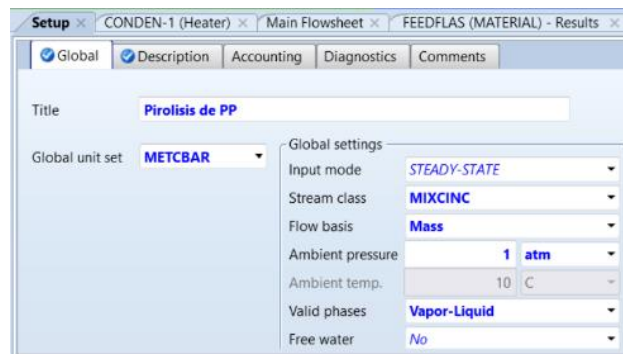 Setup CONDEN-1 (Heater) Main Flowsheet FEEDFLAS (MATERIAL) - Results
Global Description Accounting Diagnostics Comments
Title Pirolisis de PP
Global unit set METCBAR
Global settings
Input mode STEADY-STATE
Stream class MIXCINC
Flow basis Mass
Ambient pressure 1 atm
Ambient temp. 10 C
Valid phases Vapor-Liquid
Free water No